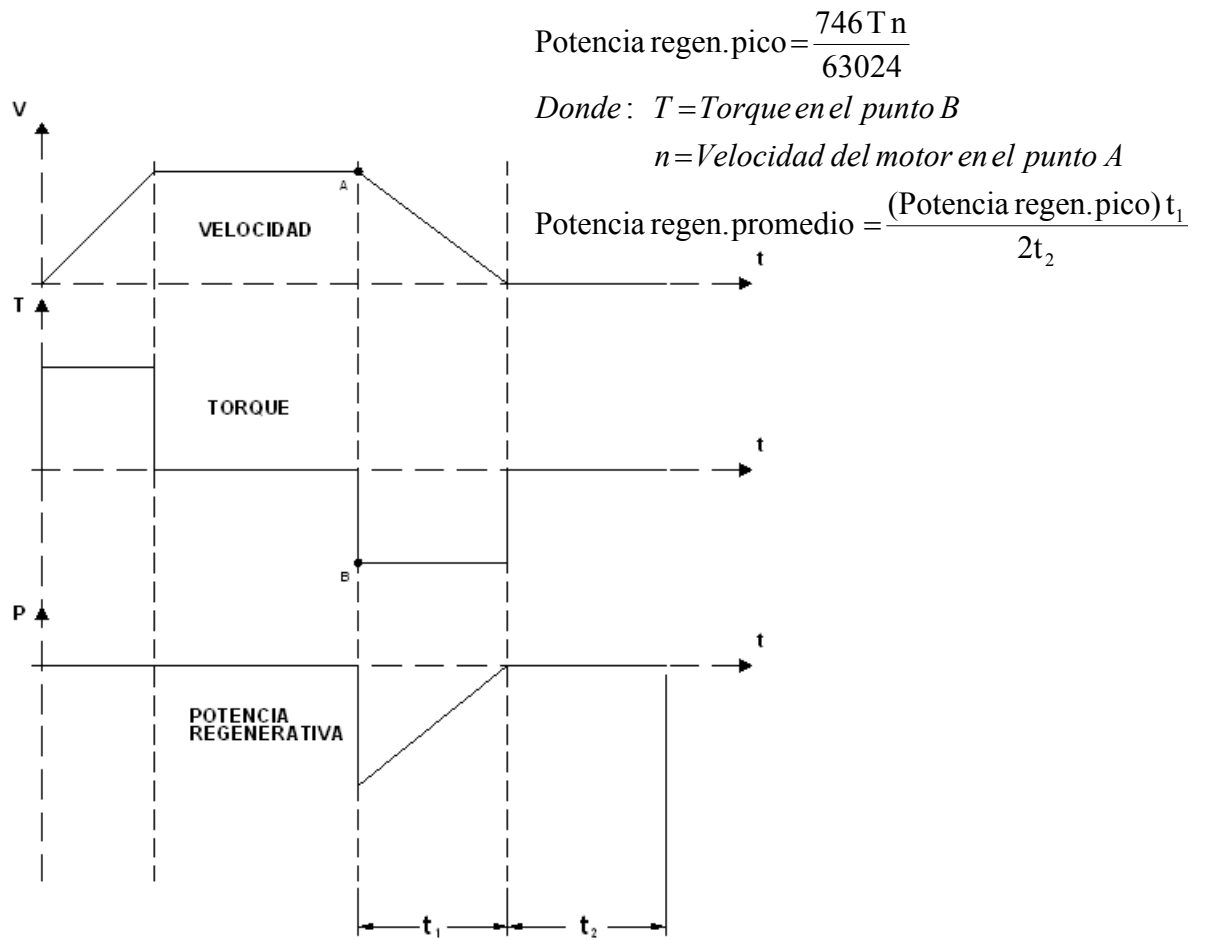 Potencia regen.pico = 746 T n / 63024
Donde : T = Torque en el punto B
n = Velocidad del motor en el punto A
Potencia regen.promedio = (Potencia regen.pico) t₁ / 2t₂
V
A
VELOCIDAD
t
T
TORQUE
t
B
P
t
POTENCIA
REGENERATIVA
t₁
t₂